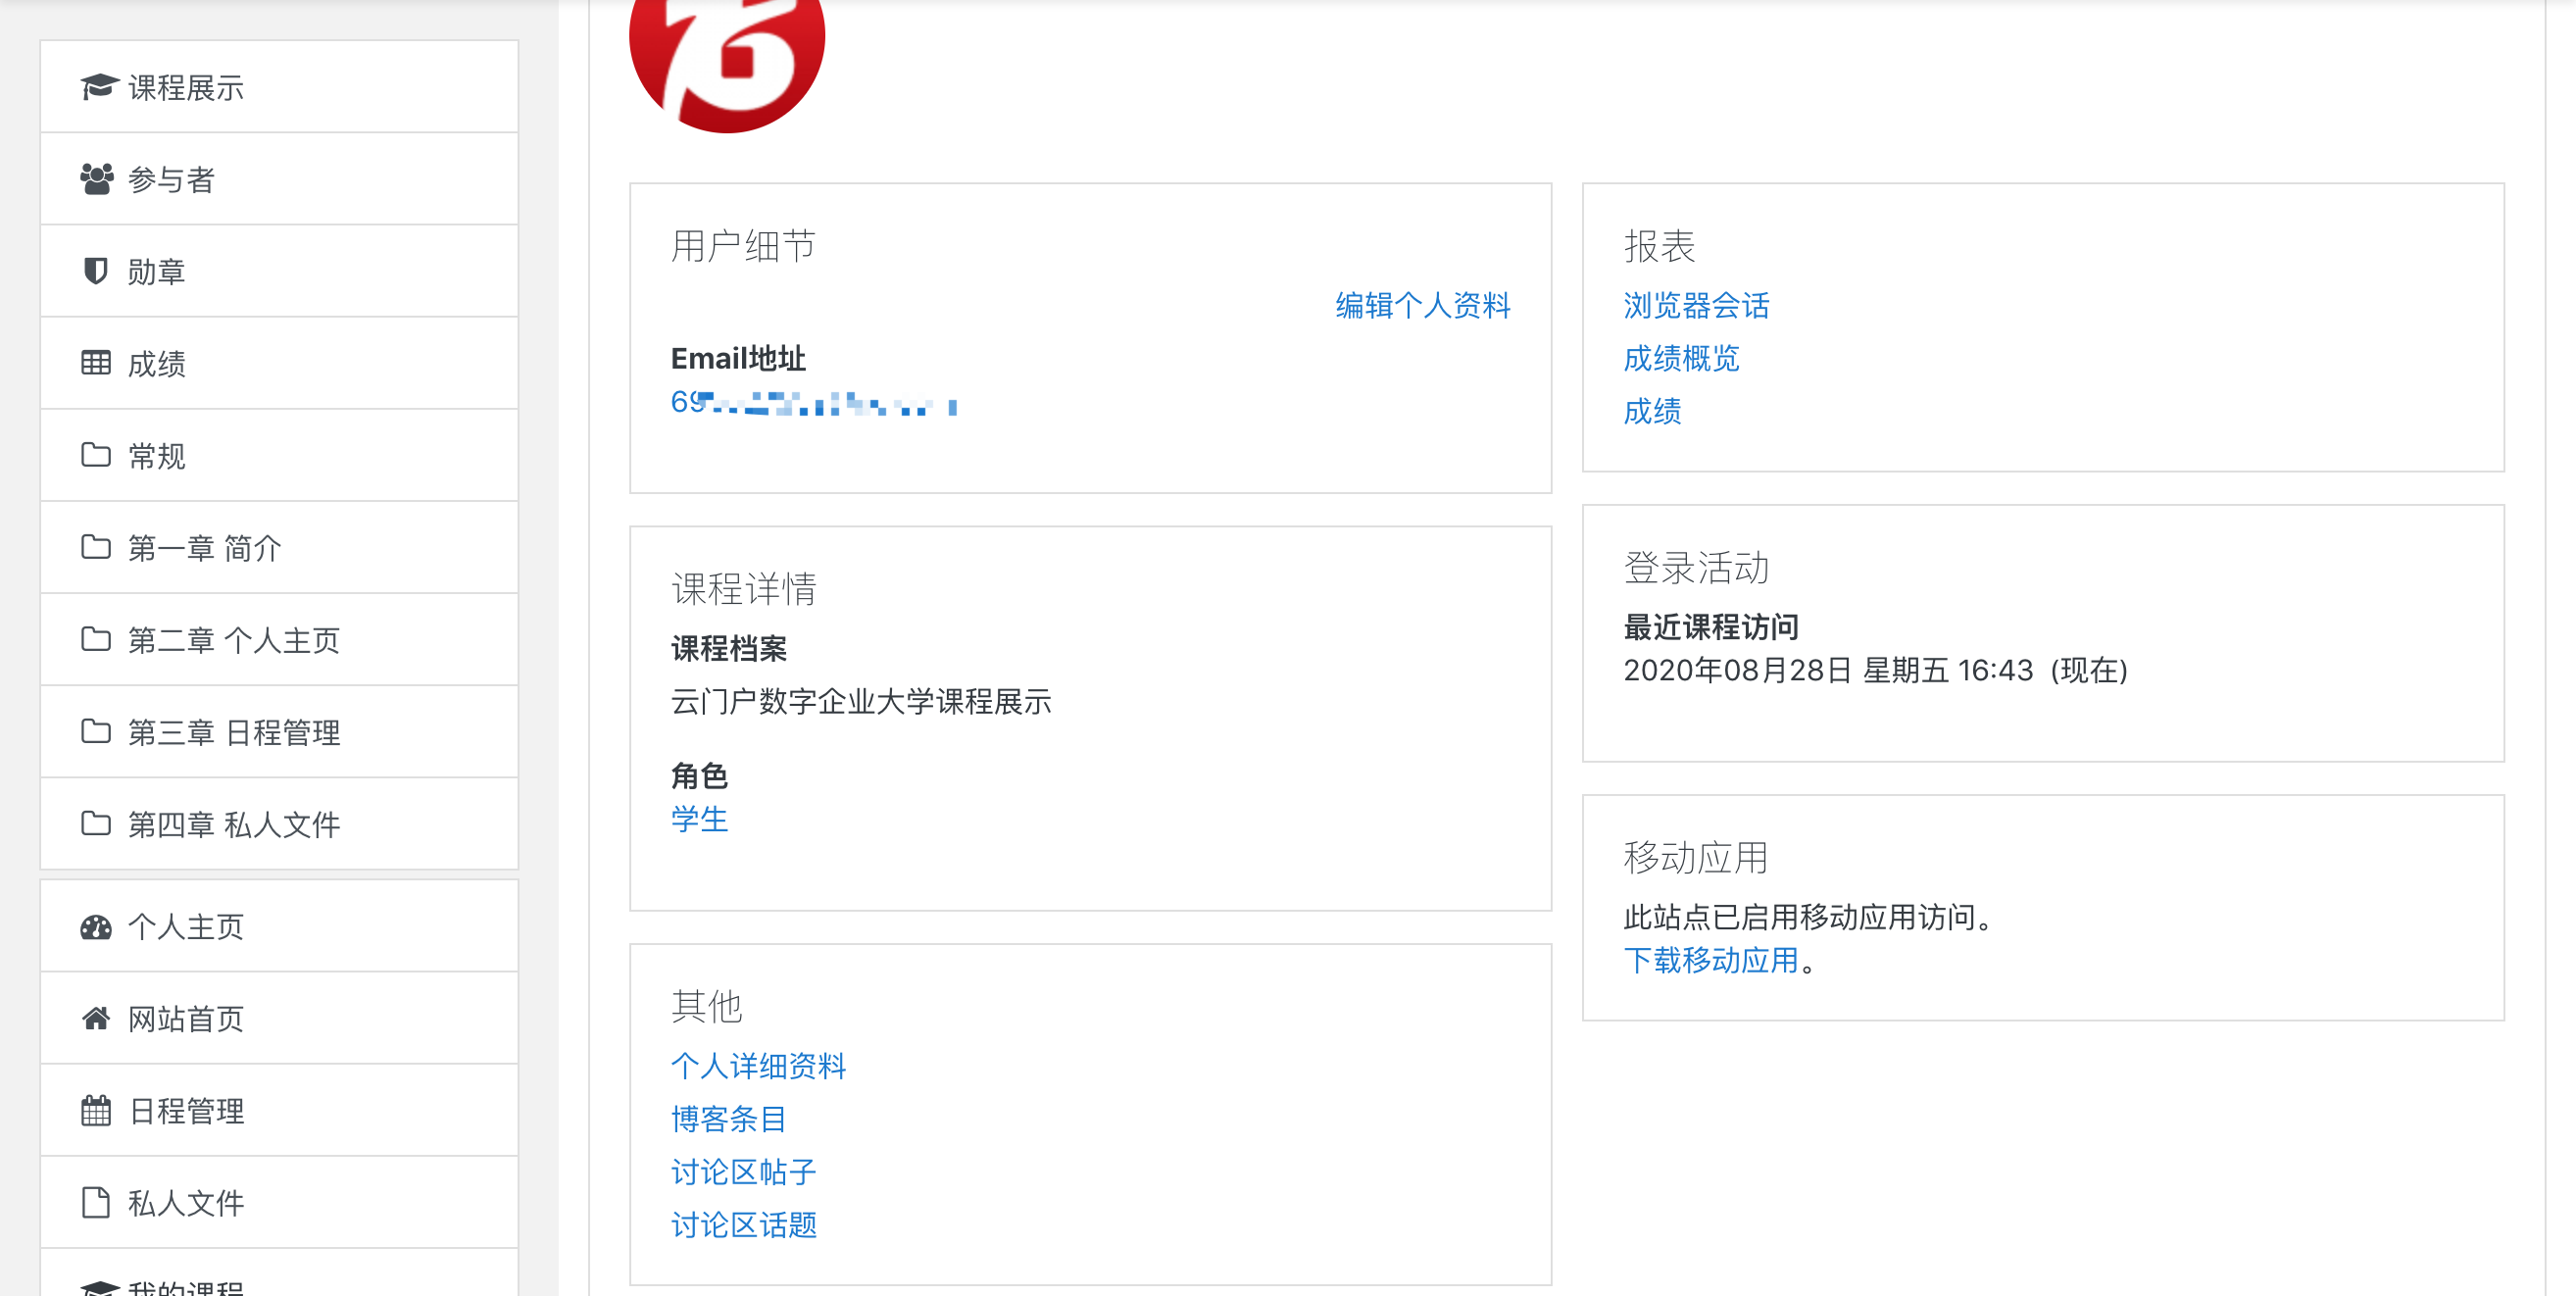 课程展示
参与者
勋章
成绩
常规
第一章 简介
第二章 个人主页
第三章 日程管理
第四章 私人文件
个人主页
网站首页
日程管理
私人文件
我的课程
用户细节
编辑个人资料
Email地址
69
课程详情
课程档案
云门户数字企业大学课程展示
角色
学生
其他
个人详细资料
博客条目
讨论区帖子
讨论区话题
报表
浏览器会话
成绩概览
成绩
登录活动
最近课程访问
2020年08月28日 星期五 16:43 (现在)
移动应用
此站点已启用移动应用访问。
下载移动应用。